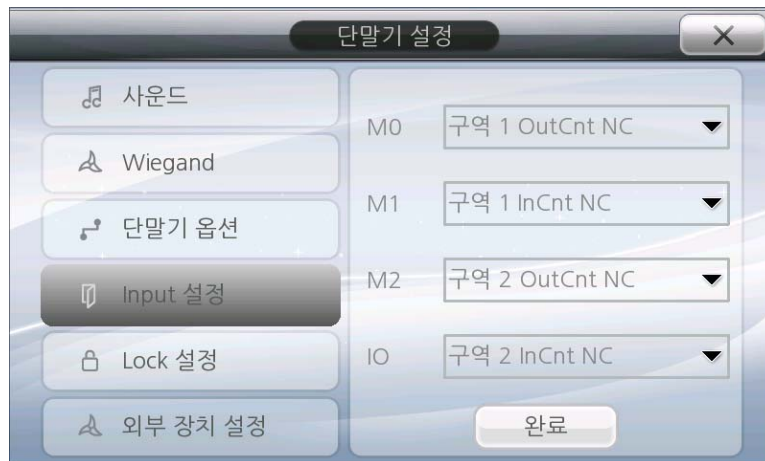 단말기 설정
사운드
Wiegand
단말기 옵션
Input 설정
Lock 설정
외부 장치 설정
M0 구역 1 OutCnt NC
M1 구역 1 InCnt NC
M2 구역 2 OutCnt NC
IO 구역 2 InCnt NC
완료